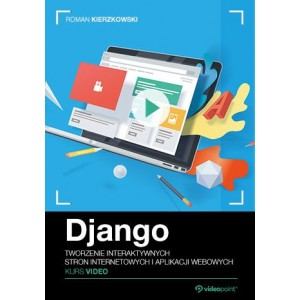 ROMAN KIERZKOWSKI
Django
TWORZENIE INTERAKTYWNYCH
STRON INTERNETOWYCH I APLIKACJI WEBOWYCH
KURS VIDEO
videopoint